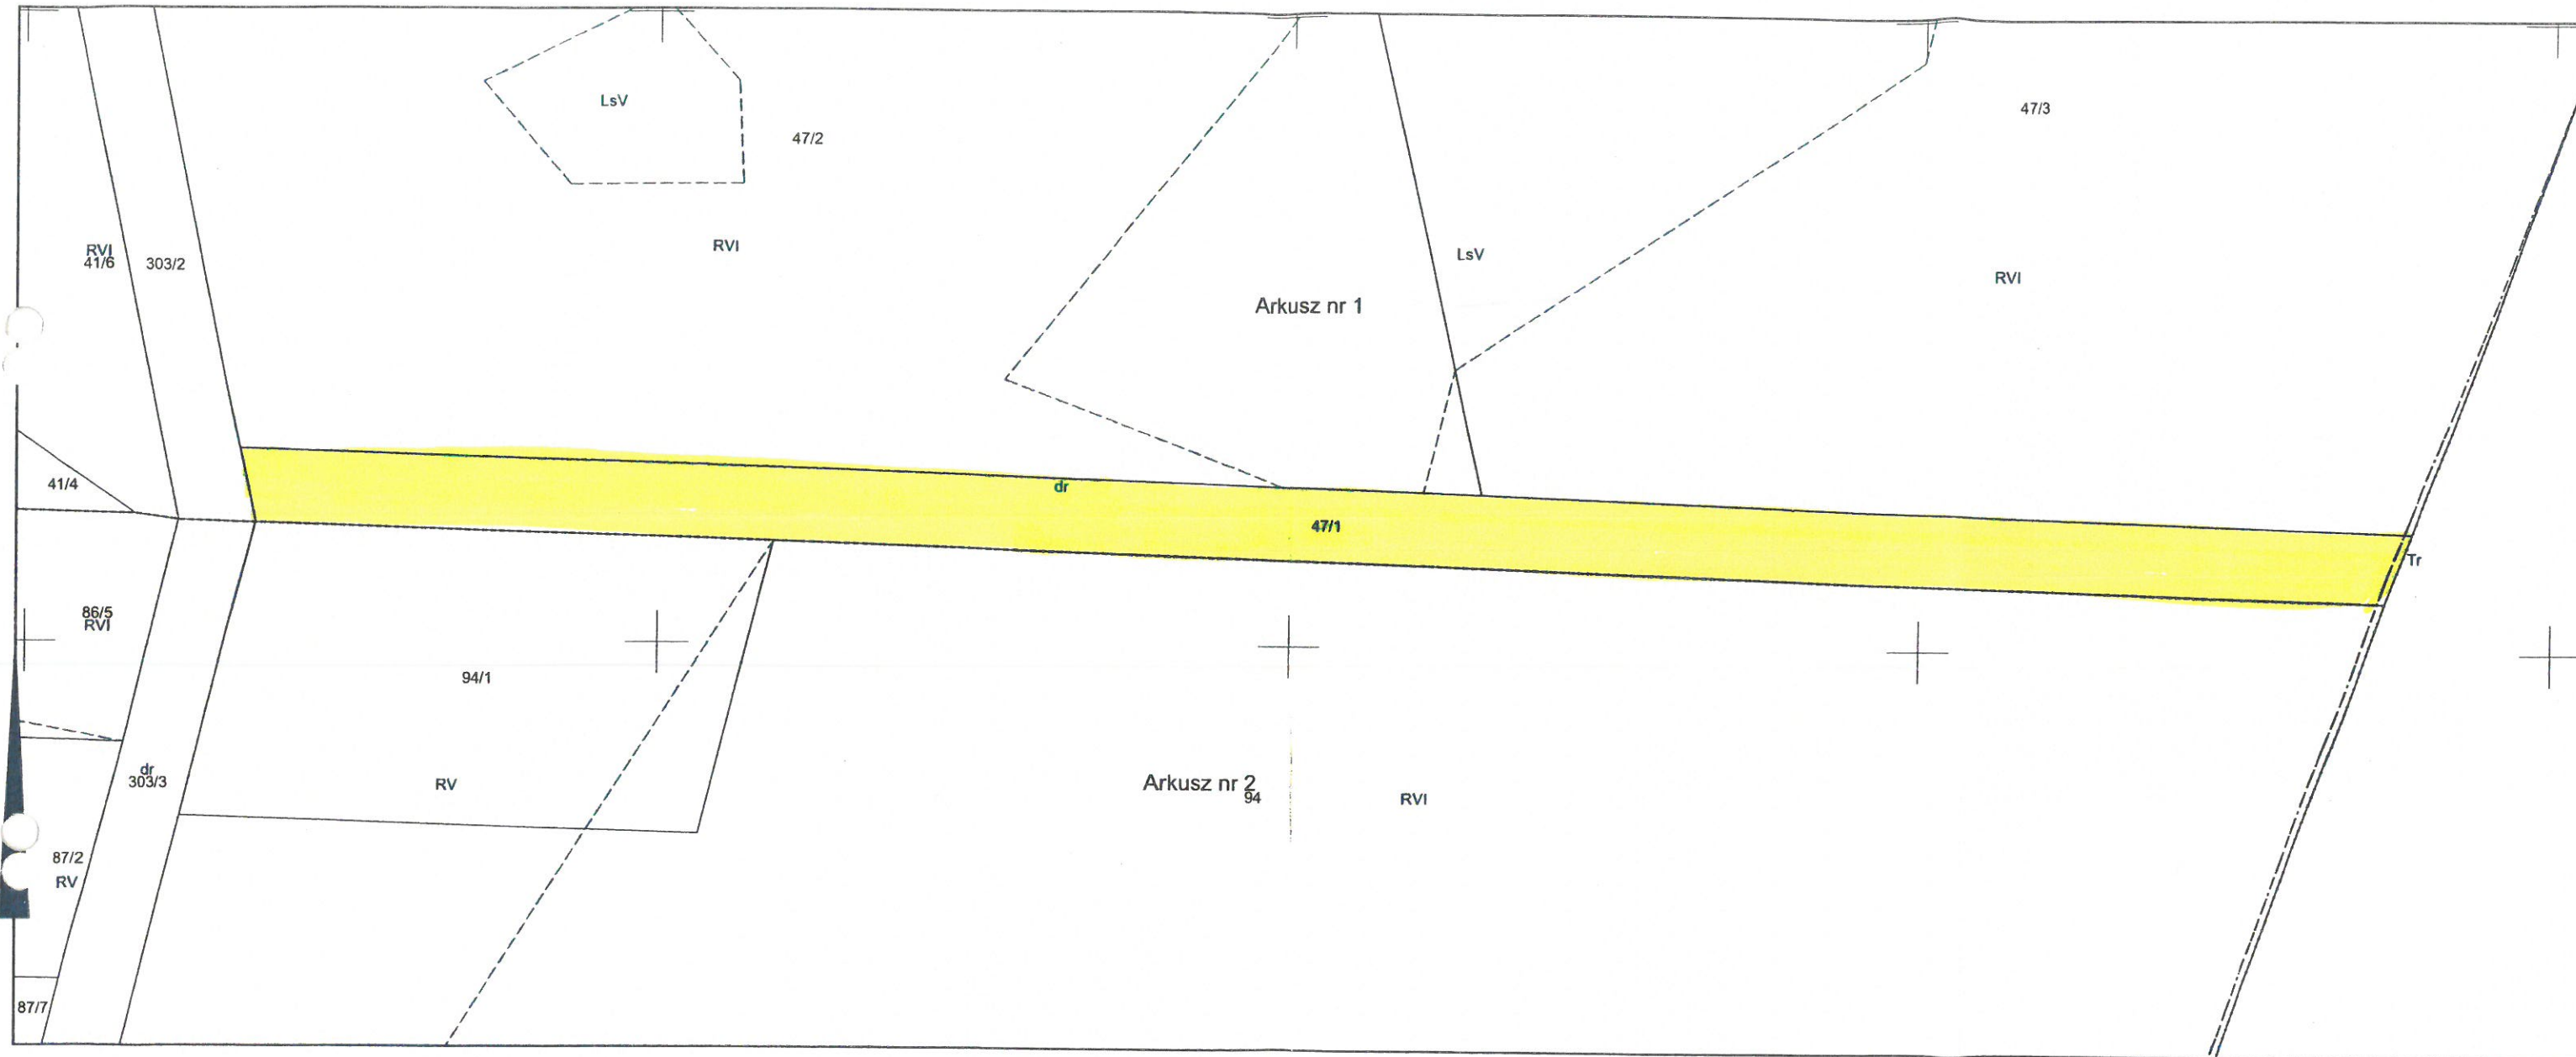 LsV
47/3
47/2
RVI
RVI
41/6
303/2
LsV
RVI
Arkusz nr 1
41/4
dr
47/1
Tr
86/5
RVI
94/1
dr
303/3
RV
Arkusz nr 2
94
RVI
87/2
RV
87/7